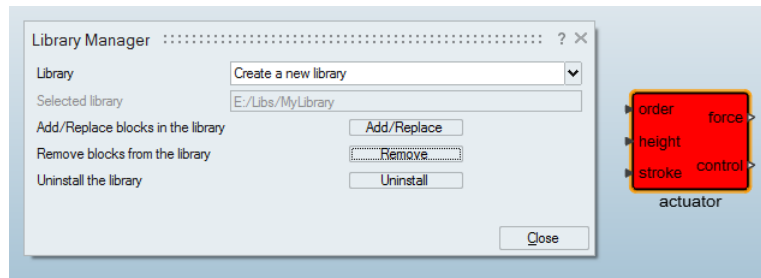 Library Manager ? ×
Library Create a new library
Selected library E:/Libs/MyLibrary
Add/Replace blocks in the library Add/Replace
Remove blocks from the library Remove
Uninstall the library Uninstall
Close
order force
height
stroke control
actuator